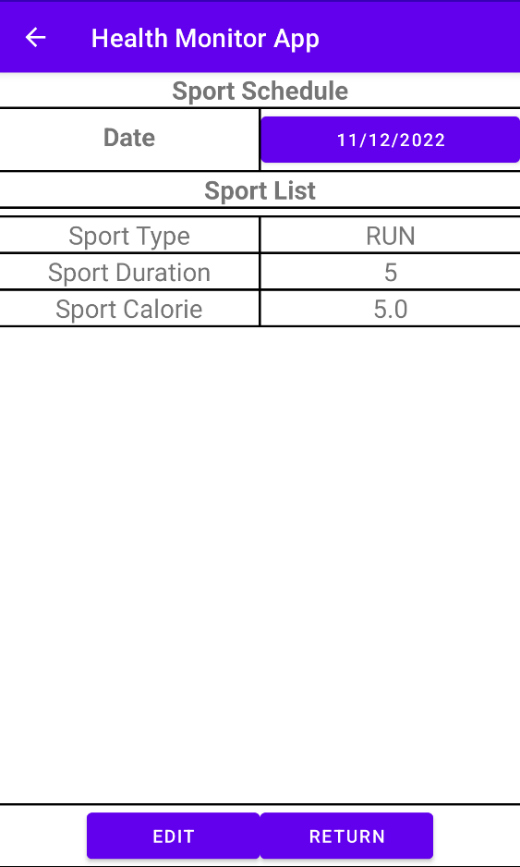 Health Monitor App
Sport Schedule
Date 11/12/2022
Sport List
Sport Type RUN
Sport Duration 5
Sport Calorie 5.0
EDIT RETURN